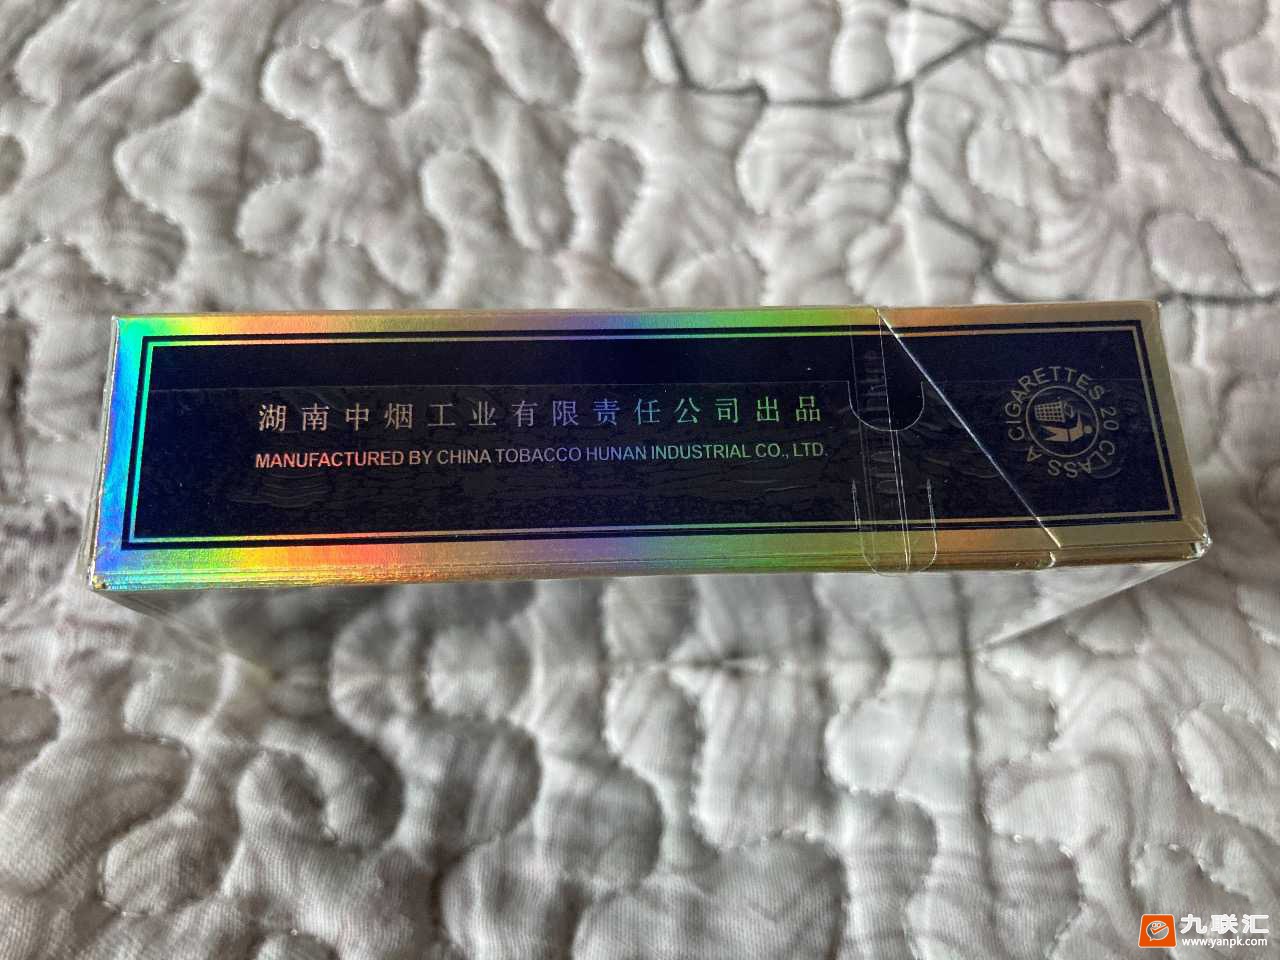 湖南中烟工业有限责任公司出品
MANUFACTURED BY CHINA TOBACCO HUNAN INDUSTRIAL CO., LTD.
20 CLASS A CIGARETTES
九联汇
www.yanpk.com